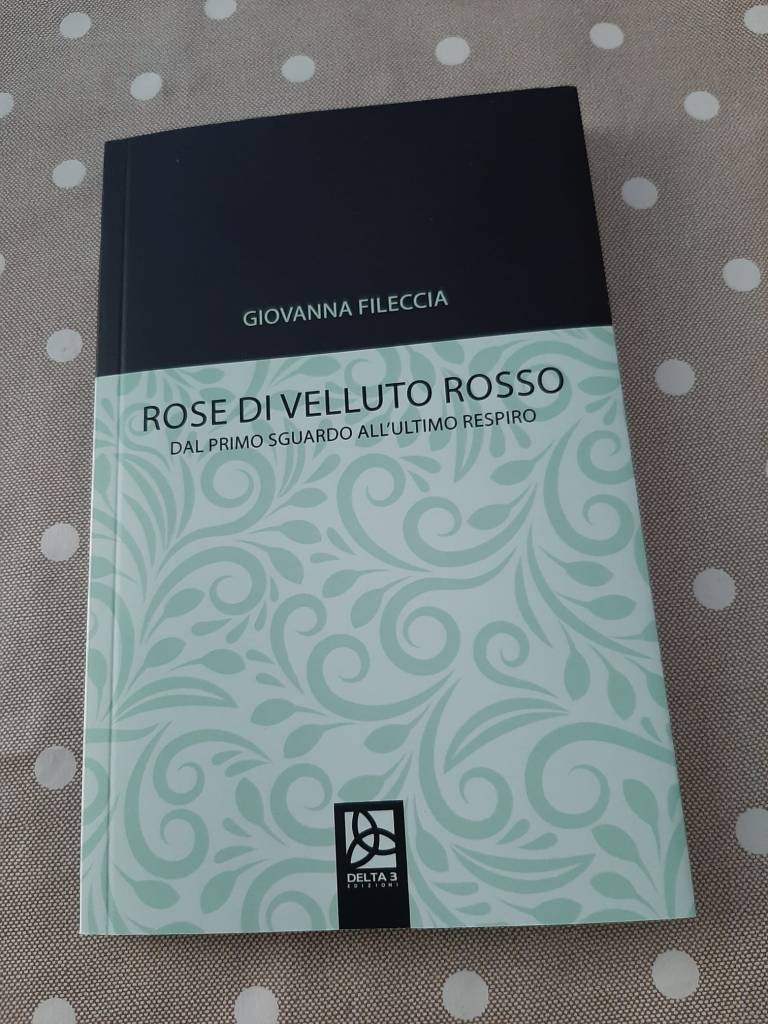 GIOVANNA FILECCIA
ROSE DI VELLUTO ROSSO
DAL PRIMO SGUARDO ALL'ULTIMO RESPIRO
DELTA 3
EDIZIONI